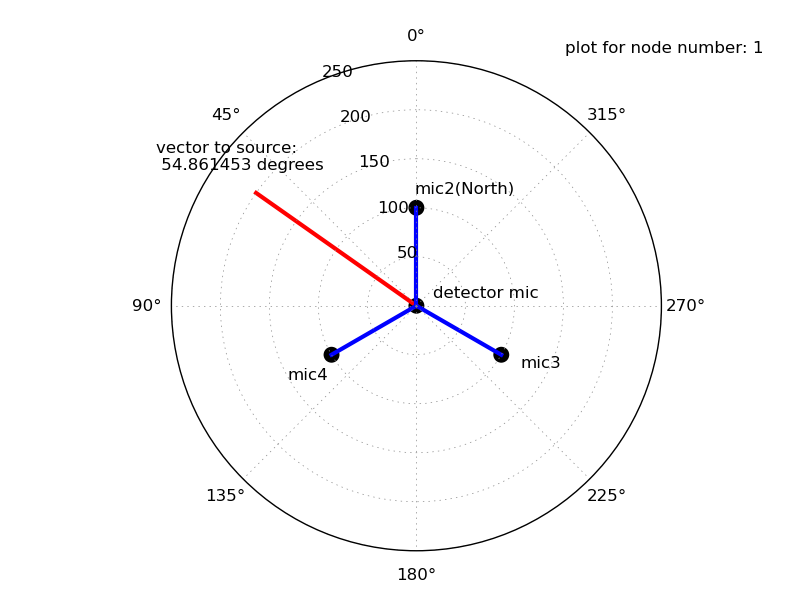 0°
plot for node number: 1
250
45°
200
315°
vector to source:
54.861453 degrees
150
mic2(North)
100
50
detector mic
90°
270°
mic3
mic4
135°
225°
180°